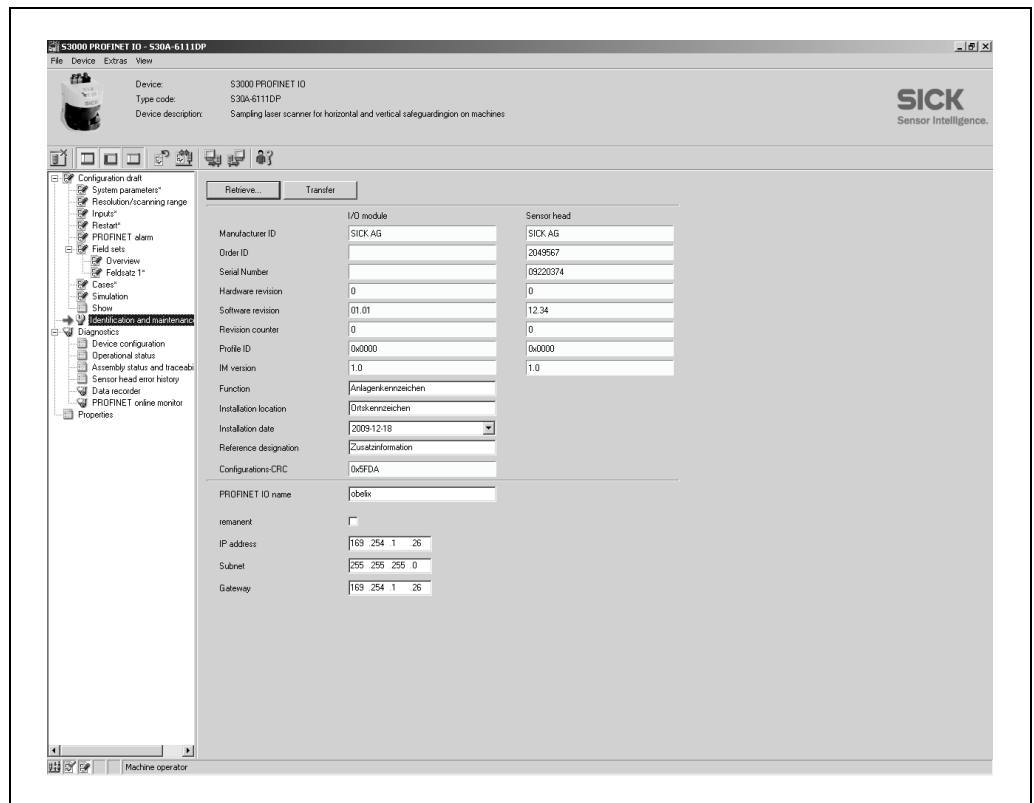 S3000 PROFINET IO - S30A-6111DP
File Device Extras View
Device: S3000 PROFINET IO
Type code: S30A-6111DP
Device description: Sampling laser scanner for horizontal and vertical safeguardingion on machines
SICK
Sensor Intelligence.
Configuration draft
System parameters*
Resolution/scanning range
Inputs*
Restart*
PROFINET alarm
Field sets
Overview
Feldsatz 1*
Cases*
Simulation
Show
Identification and maintenanc
Diagnostics
Device configuration
Operational status
Assembly status and traceabi
Sensor head error history
Data recorder
PROFINET online monitor
Properties
Retrieve... Transfer
I/O module Sensor head
Manufacturer ID SICK AG SICK AG
Order ID 2049567
Serial Number 09220374
Hardware revision 0 0
Software revision 01.01 12.34
Revision counter 0 0
Profile ID 0x0000 0x0000
IM version 1.0 1.0
Function Anlagenkennzeichen
Installation location Ortskennzeichen
Installation date 2009-12-18
Reference designation Zusatzinformation
Configurations-CRC 0x5FDA
PROFINET IO name obelix
remanent
IP address 169 .254 .1 .26
Subnet 255 .255 .255 .0
Gateway 169 .254 .1 .26
Machine operator